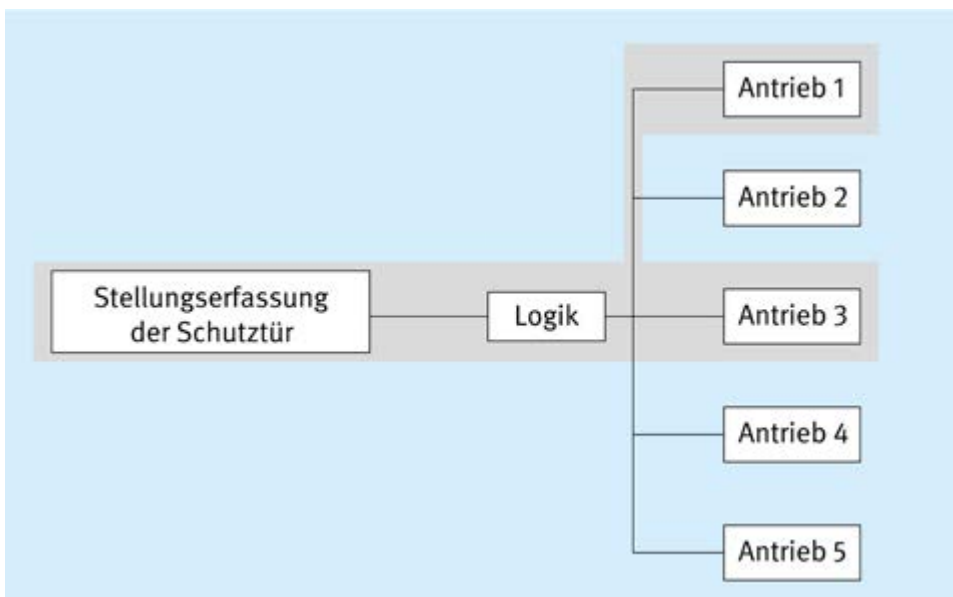 Antrieb 1
Antrieb 2
Stellungserfassung
der Schutztür
Logik
Antrieb 3
Antrieb 4
Antrieb 5